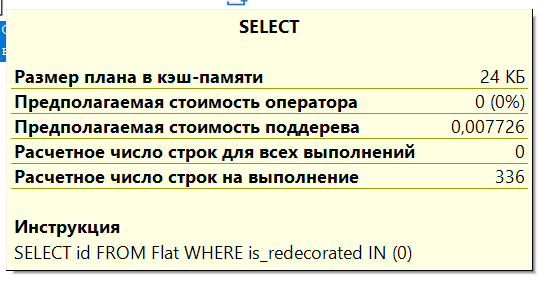 SELECT
Размер плана в кэш-памяти 24 КБ
Предполагаемая стоимость оператора 0 (0%)
Предполагаемая стоимость поддерева 0,007726
Расчетное число строк для всех выполнений 0
Расчетное число строк на выполнение 336
Инструкция
SELECT id FROM Flat WHERE is_redecorated IN (0)